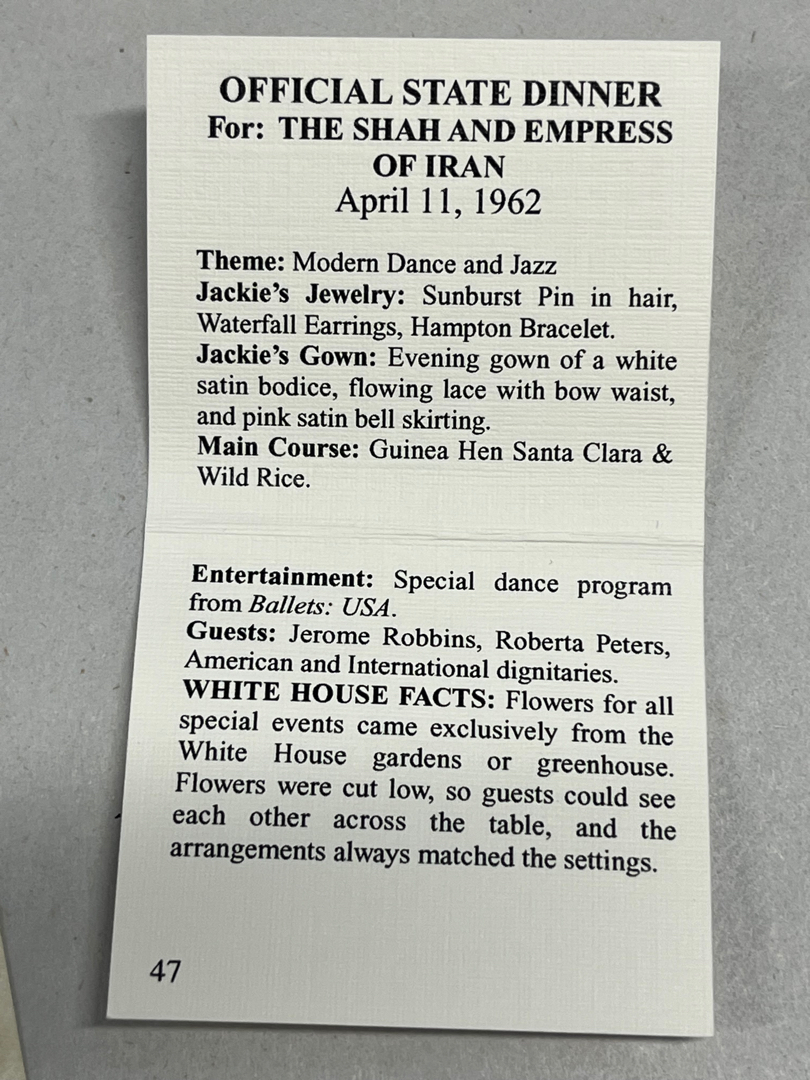 OFFICIAL STATE DINNER
For: THE SHAH AND EMPRESS
OF IRAN
April 11, 1962
Theme: Modern Dance and Jazz
Jackie's Jewelry: Sunburst Pin in hair,
Waterfall Earrings, Hampton Bracelet.
Jackie's Gown: Evening gown of a white
satin bodice, flowing lace with bow waist,
and pink satin bell skirting.
Main Course: Guinea Hen Santa Clara &
Wild Rice.
Entertainment: Special dance program
from Ballets: USA.
Guests: Jerome Robbins, Roberta Peters,
American and International dignitaries.
WHITE HOUSE FACTS: Flowers for all
special events came exclusively from the
White House gardens or greenhouse.
Flowers were cut low, so guests could see
each other across the table, and the
arrangements always matched the settings.
47